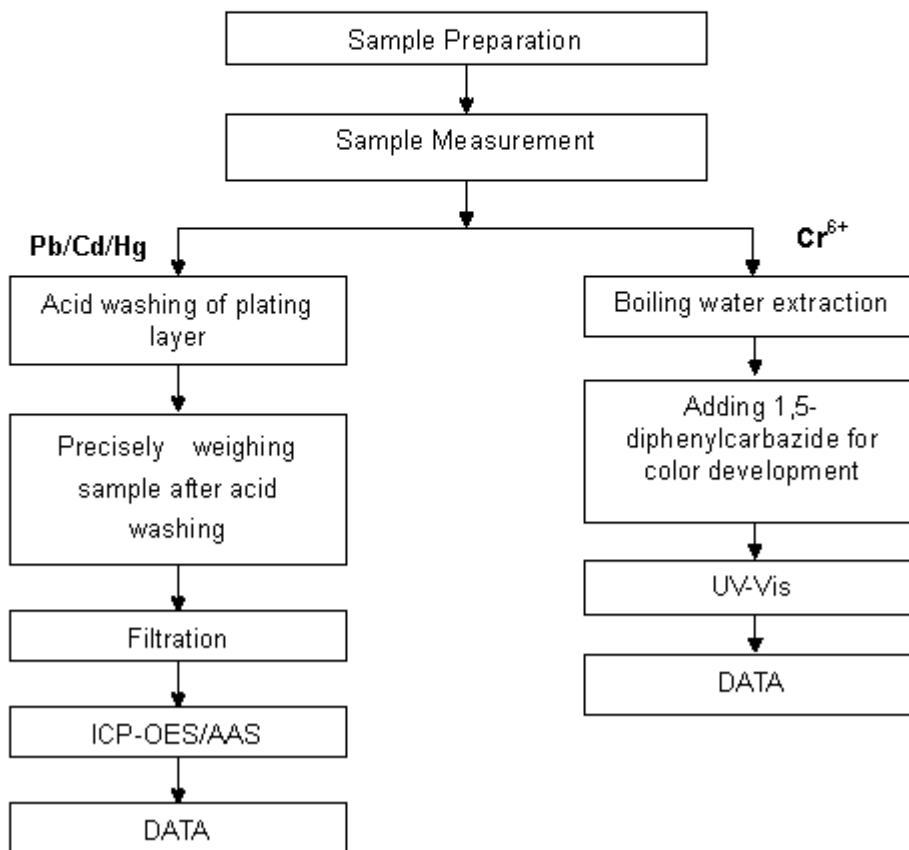 Sample Preparation
Sample Measurement
Pb/Cd/Hg
Acid washing of plating
layer
Precisely weighing
sample after acid
washing
Filtration
ICP-OES/AAS
DATA
Cr⁶⁺
Boiling water extraction
Adding 1,5-
diphenylcarbazide for
color development
UV-Vis
DATA